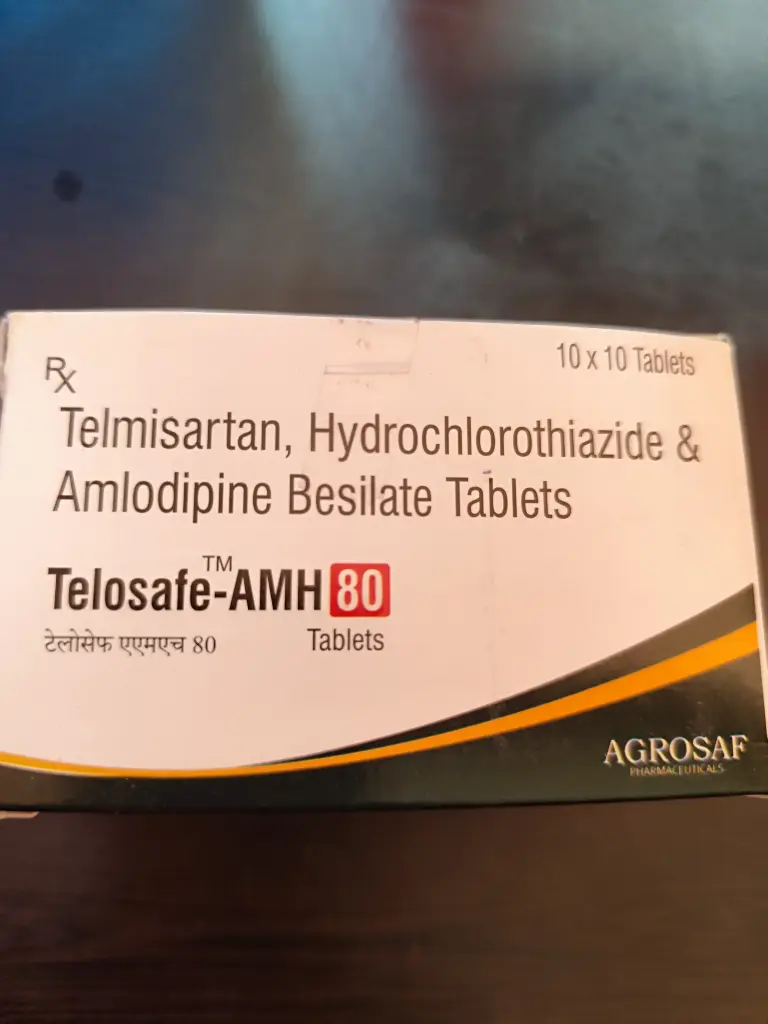 Rx
10 x 10 Tablets
Telmisartan, Hydrochlorothiazide &
Amlodipine Besilate Tablets
Telosafe-AMH 80
TM
टेलोसेफ एएमएच 80
Tablets
AGROSAF
PHARMACEUTICALS